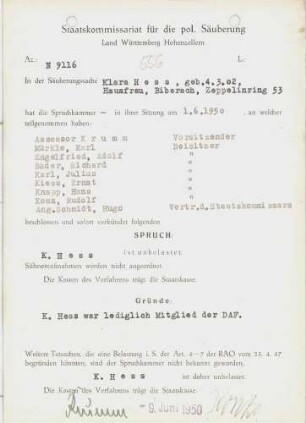 Staatskommissariat für die pol. Säuberung
Land Württemberg Hohenzollern
Az.: N 9116 L:
In der Säuberungssache Klara Hess, geb.4.3.02,
Hausfrau, Biberach, Zeppelinring 53
hat die Spruchkammer — in ihrer Sitzung am 1.6.1950 , an welcher
teilgenommen haben:
Assessor Krumm Vorsitzender
Märkle, Karl Beisitzer
Engelfried, Adolf "
Bader, Richard "
Karl, Julius "
Kiess, Ernst "
Knapp, Hans "
Rudolf "
Ang.Schmidt, Hugo Vertr.d.Staatskommissars
beschlossen und sofort verkündet folgenden
SPRUCH
K. Hess ist unbelastet.
Sühnemaßnahmen werden nicht angeordnet.
Die Kosten des Verfahrens trägt die Staatskasse.
Gründe:
K. Hess war lediglich Mitglied der DAF.
Weitere Tatsachen, die eine Belastung i. S. der Art. 4-7 der RAO vom 25. 4. 47
begründen könnten, sind der Spruchkammer nicht bekannt geworden.
K. Hess ist daher unbelastet.
Die Kosten des Verfahrens trägt die Staatskasse.
Krumm - 9. Juni 1950